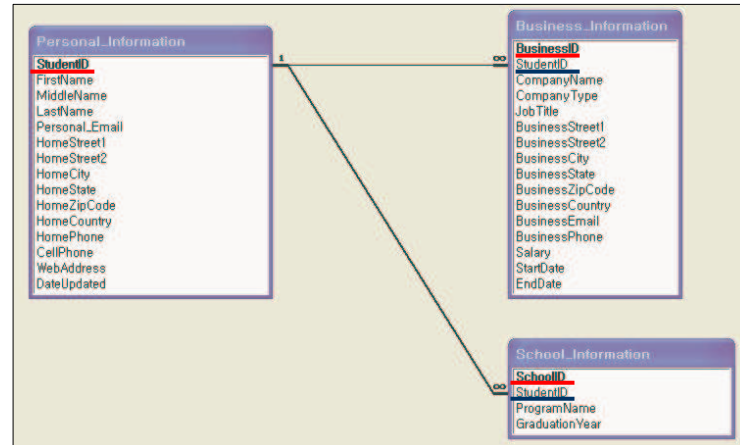 Personal_Information
StudentID
FirstName
MiddleName
LastName
Personal_Email
HomeStreet1
HomeStreet2
HomeCity
HomeState
HomeZipCode
HomeCountry
HomePhone
CellPhone
WebAddress
DateUpdated
1
∞
Business_Information
BusinessID
StudentID
CompanyName
CompanyType
JobTitle
BusinessStreet1
BusinessStreet2
BusinessCity
BusinessState
BusinessZipCode
BusinessCountry
BusinessEmail
BusinessPhone
Salary
StartDate
EndDate
∞
School_Information
SchoolID
StudentID
ProgramName
GraduationYear